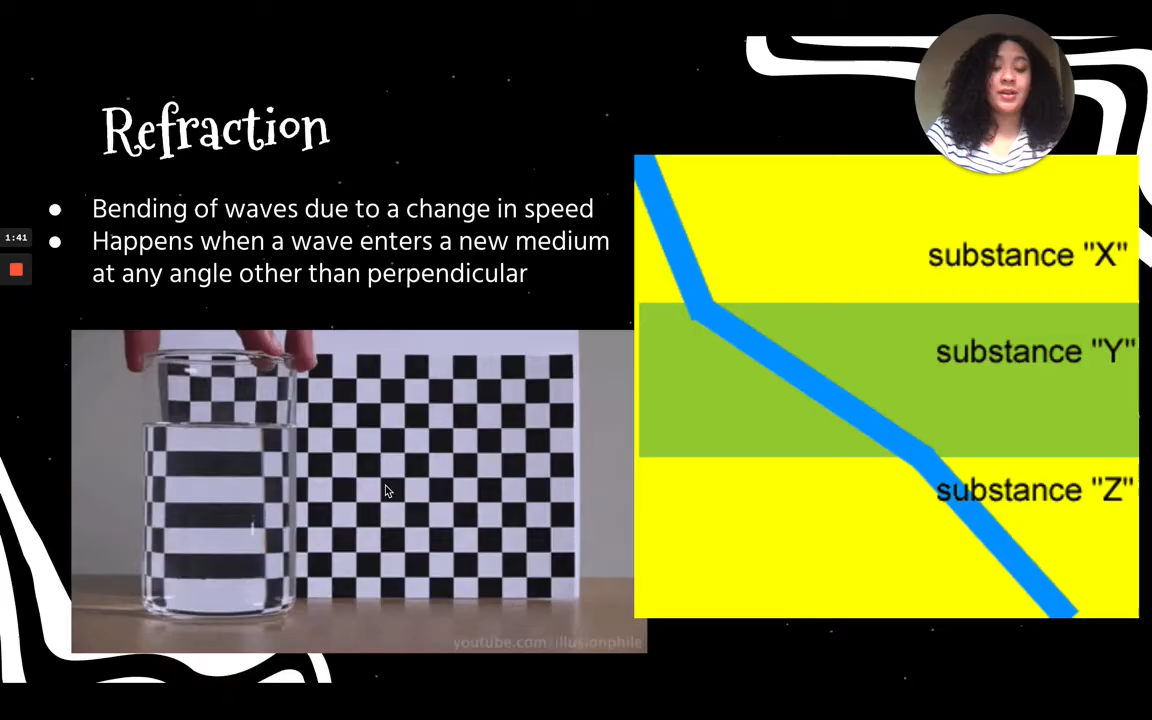 Refraction
● Bending of waves due to a change in speed
● Happens when a wave enters a new medium
at any angle other than perpendicular
1:41
substance "X"
substance "Y"
substance "Z"
youtube.com/illusionphile